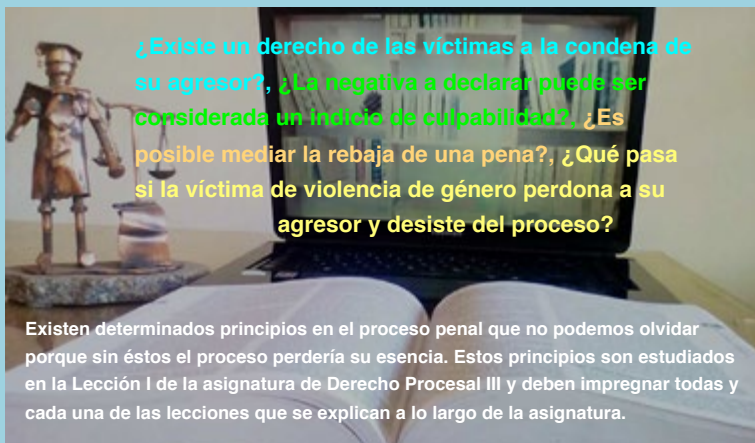 ¿Existe un derecho de las víctimas a la condena de
su agresor?, ¿La negativa a declarar puede ser
considerada un indicio de culpabilidad?, ¿Es
posible mediar la rebaja de una pena?, ¿Qué pasa
si la víctima de violencia de género perdona a su
agresor y desiste del proceso?
Existen determinados principios en el proceso penal que no podemos olvidar
porque sin éstos el proceso perdería su esencia. Estos principios son estudiados
en la Lección I de la asignatura de Derecho Procesal III y deben impregnar todas y
cada una de las lecciones que se explican a lo largo de la asignatura.